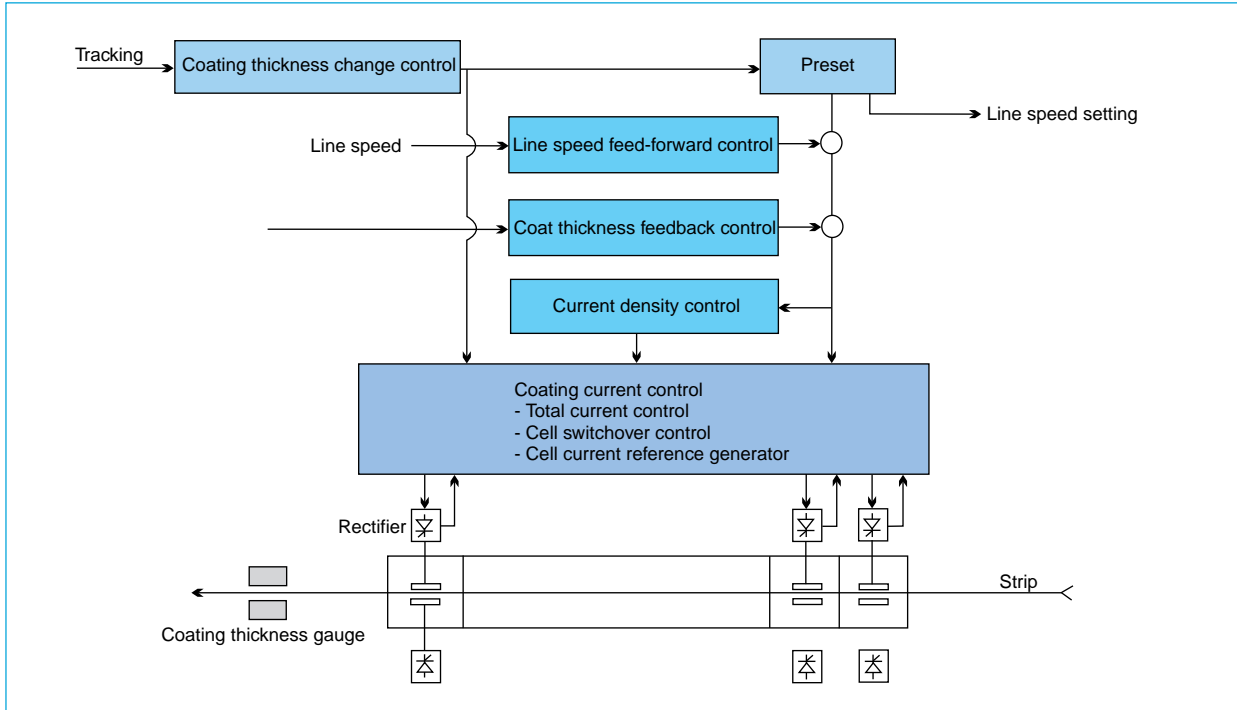 Tracking
Coating thickness change control
Preset
Line speed setting
Line speed
Line speed feed-forward control
Coat thickness feedback control
Current density control
Coating current control
- Total current control
- Cell switchover control
- Cell current reference generator
Rectifier
Strip
Coating thickness gauge